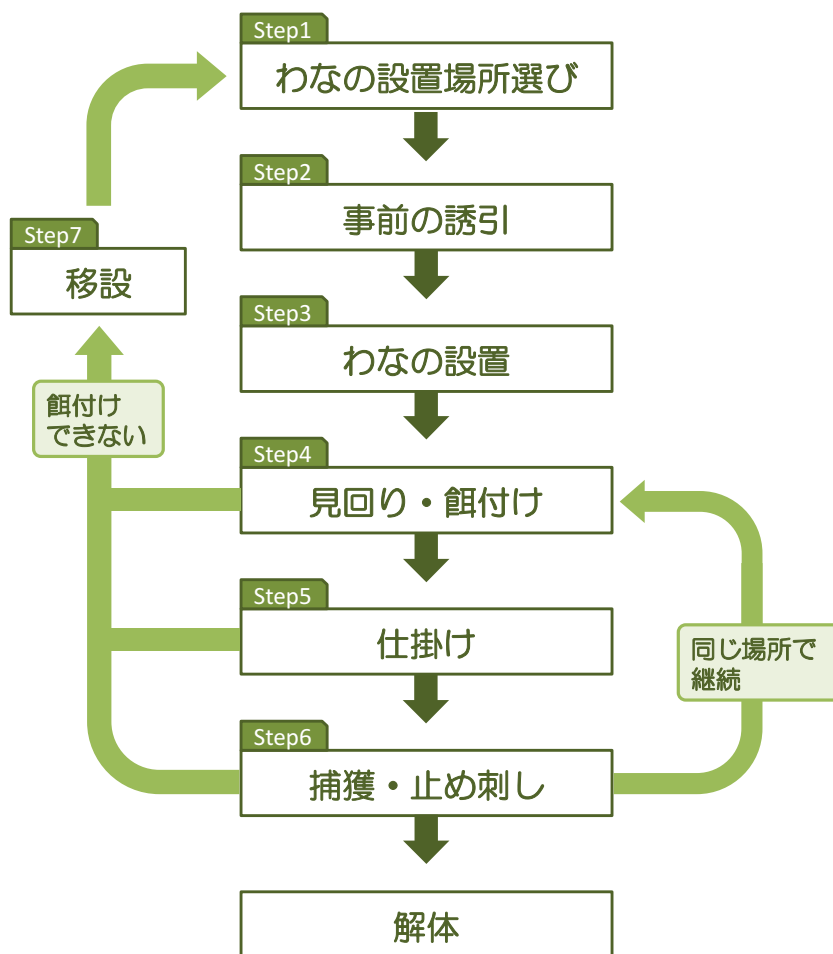 Step1
わなの設置場所選び
Step2
事前の誘引
Step7
移設
Step3
わなの設置
餌付け
できない
Step4
見回り・餌付け
Step5
仕掛け
同じ場所で
継続
Step6
捕獲・止め刺し
解体